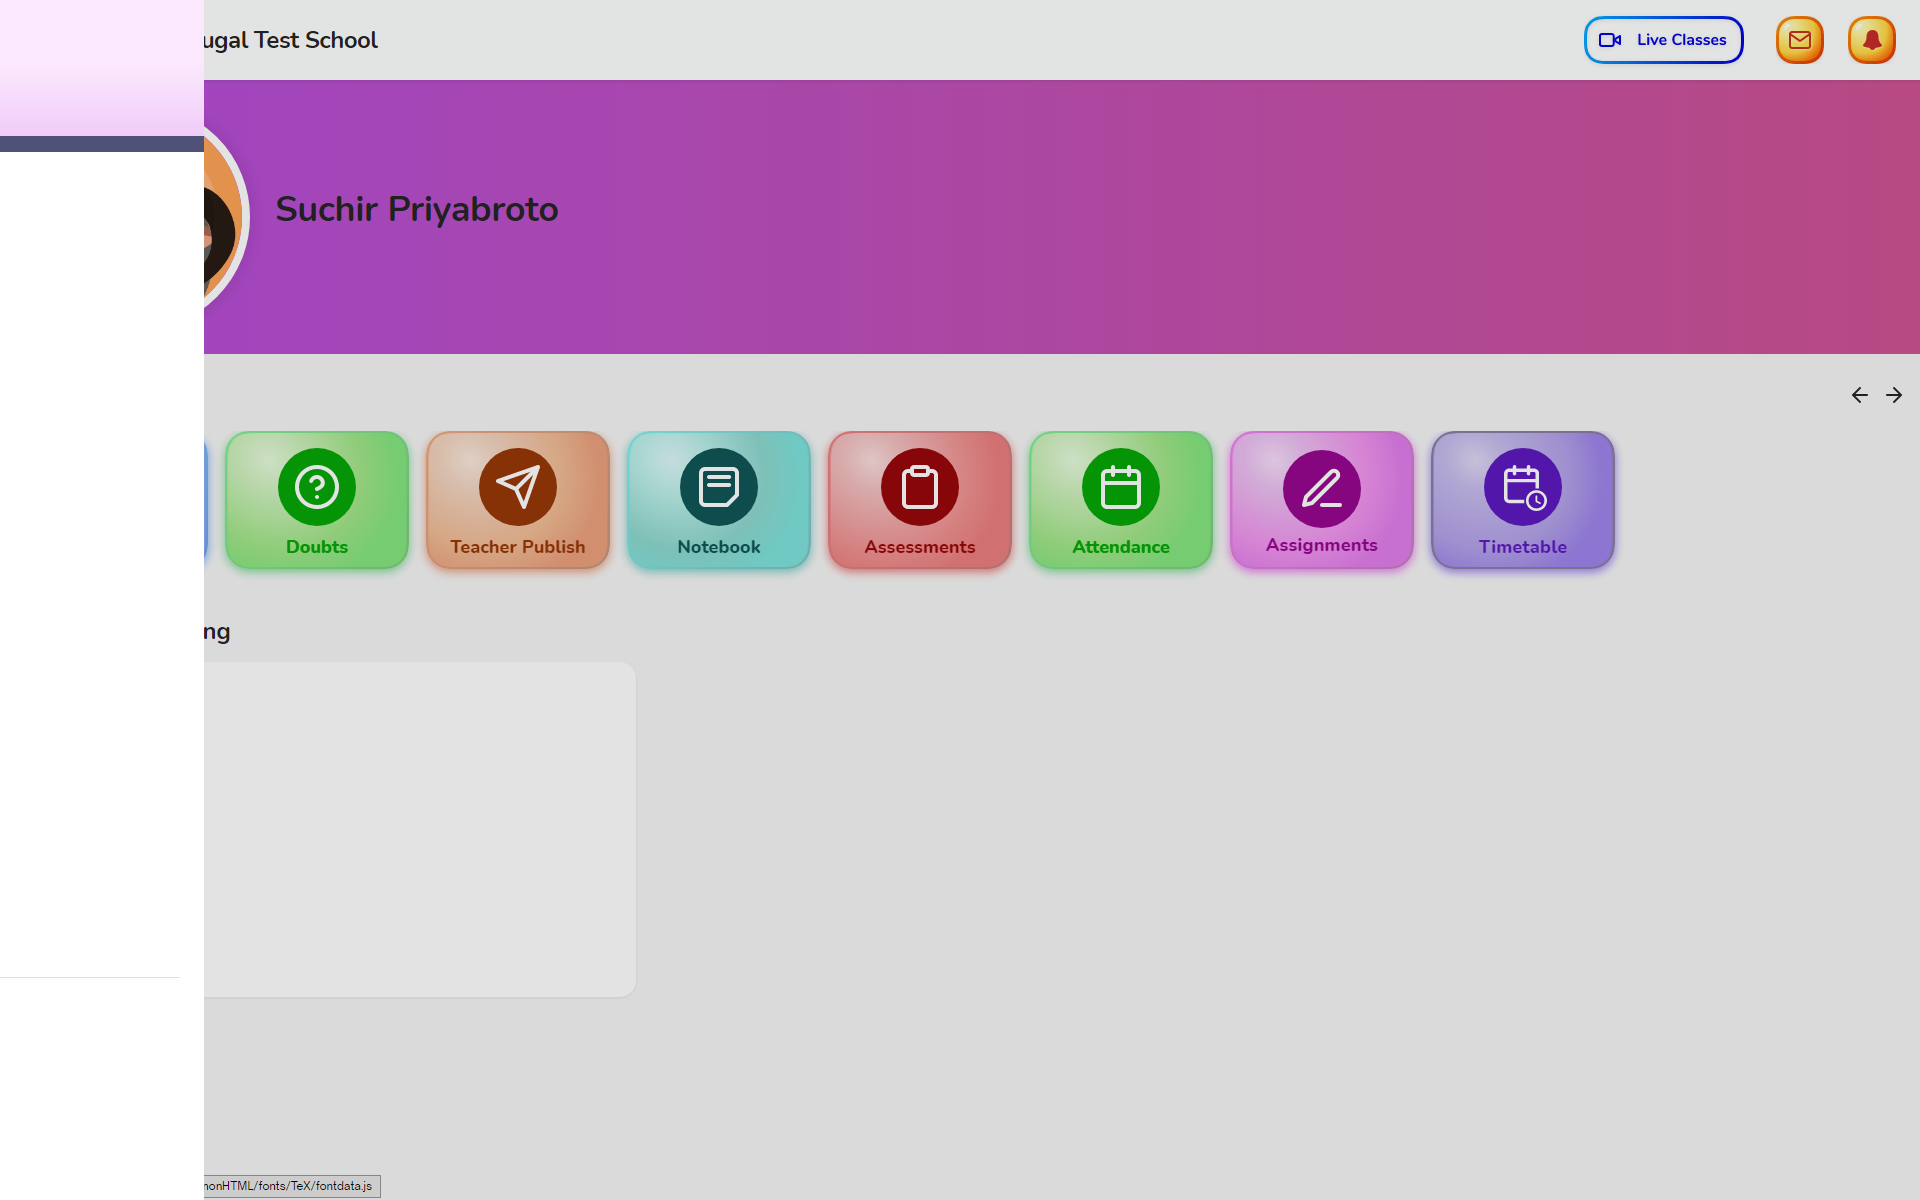 ugal Test School
Live Classes
Suchir Priyabroto
Doubts
Teacher Publish
Notebook
Assessments
Attendance
Assignments
Timetable
ng
nonHTML/fonts/TeX/fontdata.js